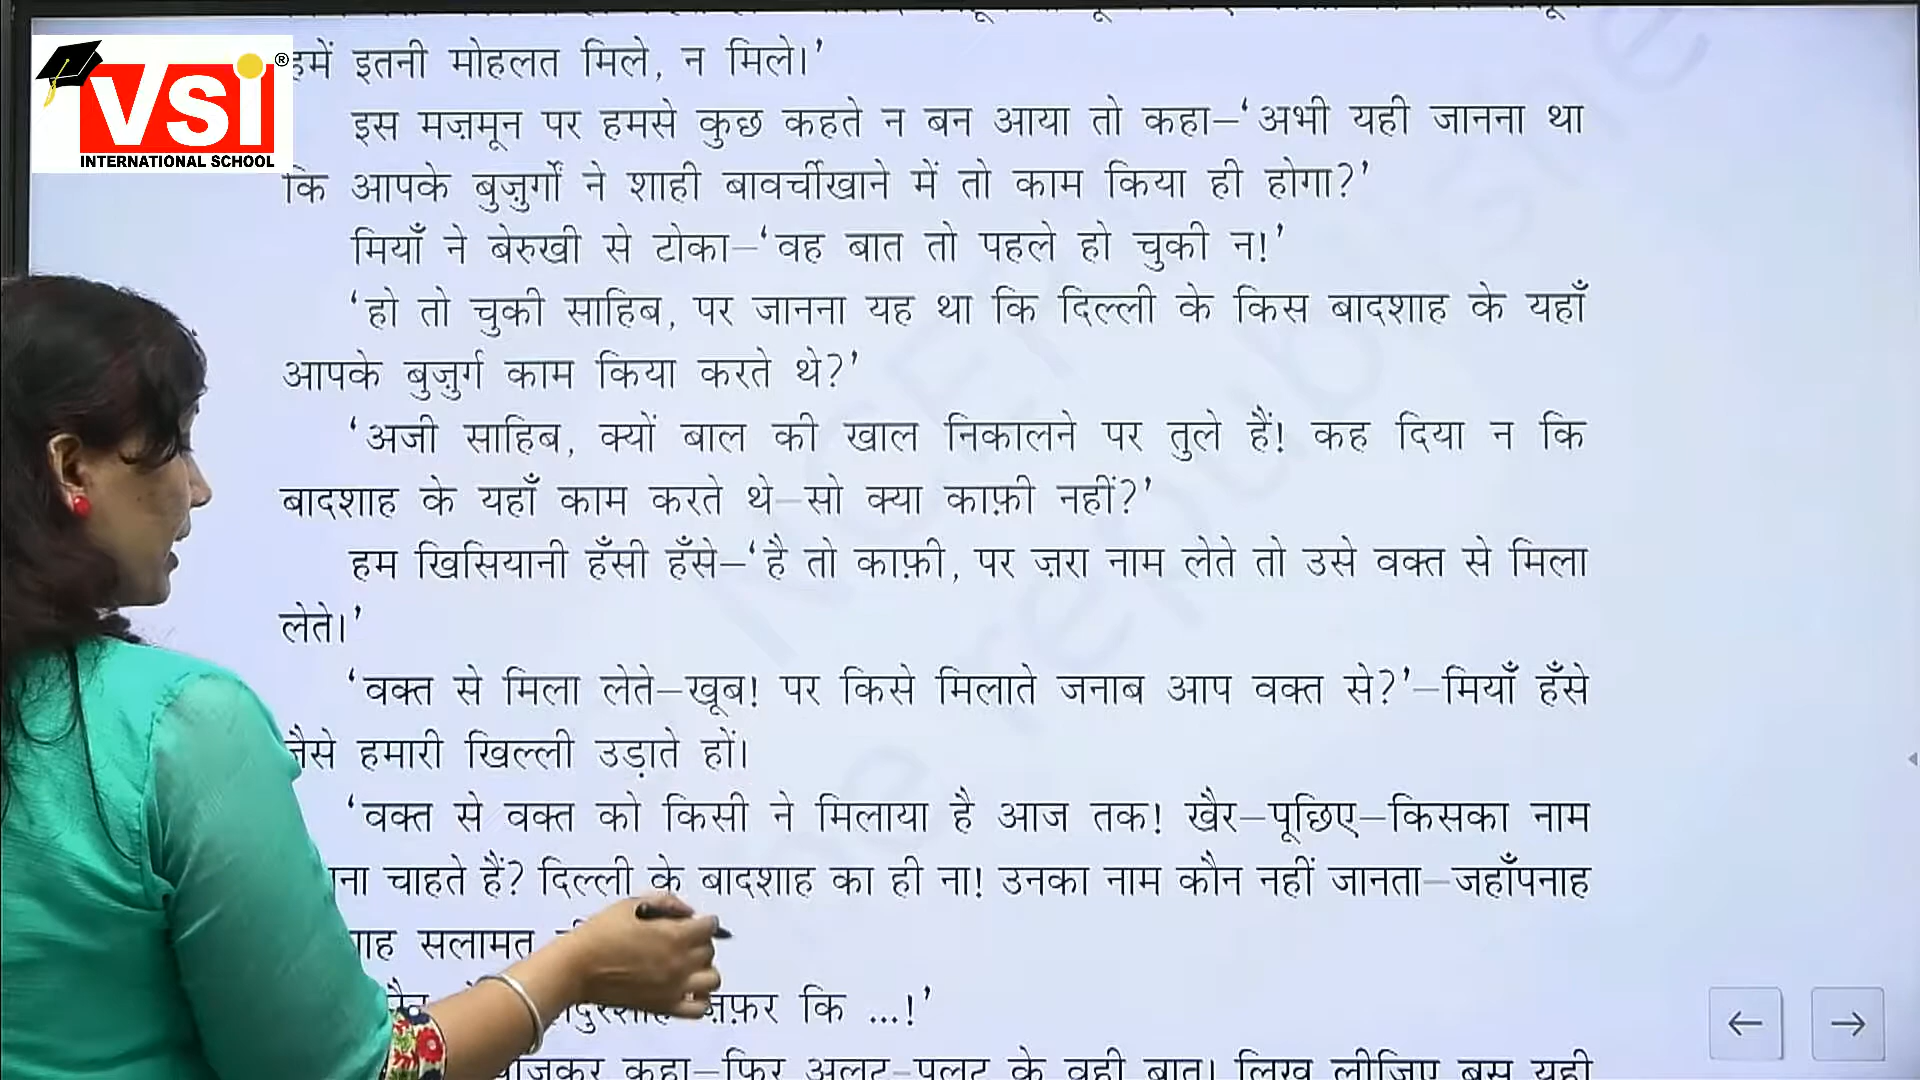 VSI®
INTERNATIONAL SCHOOL
हमें इतनी मोहलत मिले, न मिले।’
इस मज़मून पर हमसे कुछ कहते न बन आया तो कहा–‘अभी यही जानना था
कि आपके बुज़ुर्गों ने शाही बावर्चीखाने में तो काम किया ही होगा?’
मियाँ ने बेरुखी से टोका–‘वह बात तो पहले हो चुकी न!’
‘हो तो चुकी साहिब, पर जानना यह था कि दिल्ली के किस बादशाह के यहाँ
आपके बुज़ुर्ग काम किया करते थे?’
‘अजी साहिब, क्यों बाल की खाल निकालने पर तुले हैं! कह दिया न कि
बादशाह के यहाँ काम करते थे–सो क्या काफ़ी नहीं?’
हम खिसियानी हँसी हँसे–‘है तो काफ़ी, पर ज़रा नाम लेते तो उसे वक्त से मिला
लेते।’
‘वक्त से मिला लेते–खूब! पर किसे मिलाते जनाब आप वक्त से?’–मियाँ हँसे
जैसे हमारी खिल्ली उड़ाते हों।
‘वक्त से वक्त को किसी ने मिलाया है आज तक! खैर–पूछिए–किसका नाम
चाहते हैं? दिल्ली के बादशाह का ही ना! उनका नाम कौन नहीं जानता–जहाँपनाह
सलामत
ज़फ़र कि ...!’
कहा–फिर अलट-पलट के वही बात। लिख लीजिए बस यही